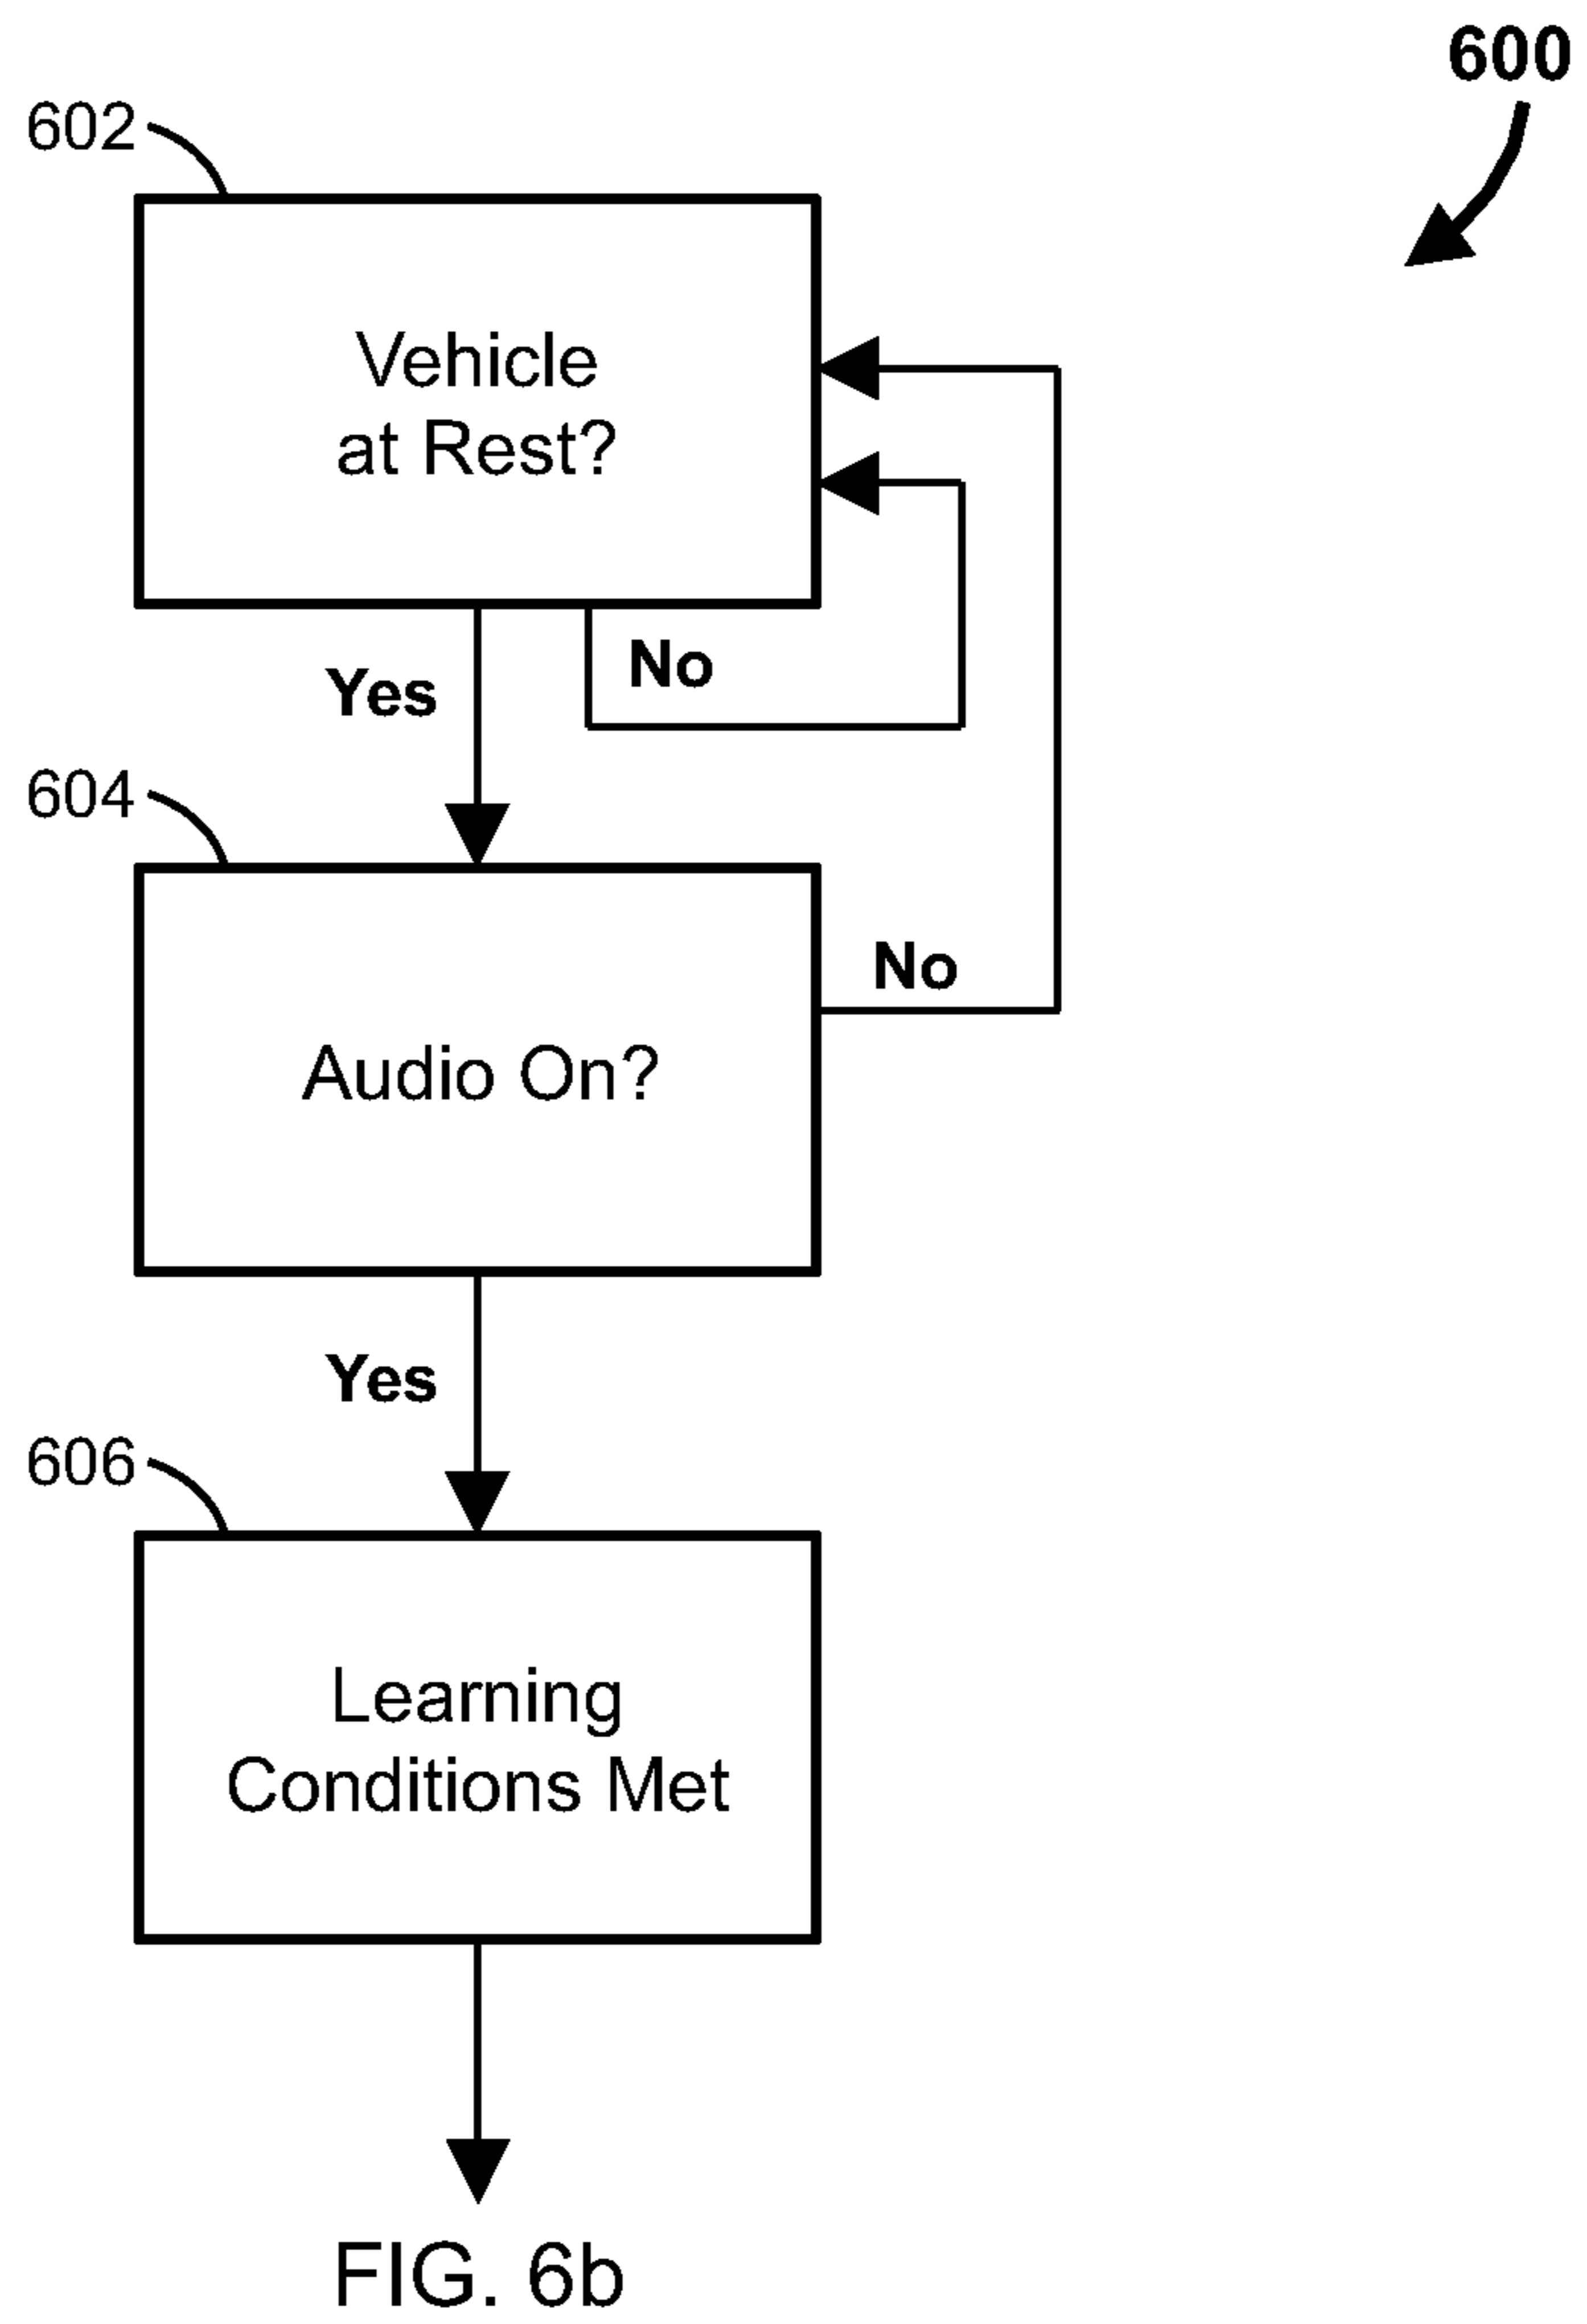 600
602
Vehicle
at Rest?
No
Yes
604
No
Audio On?
Yes
606
Learning
Conditions Met
FIG. 6b